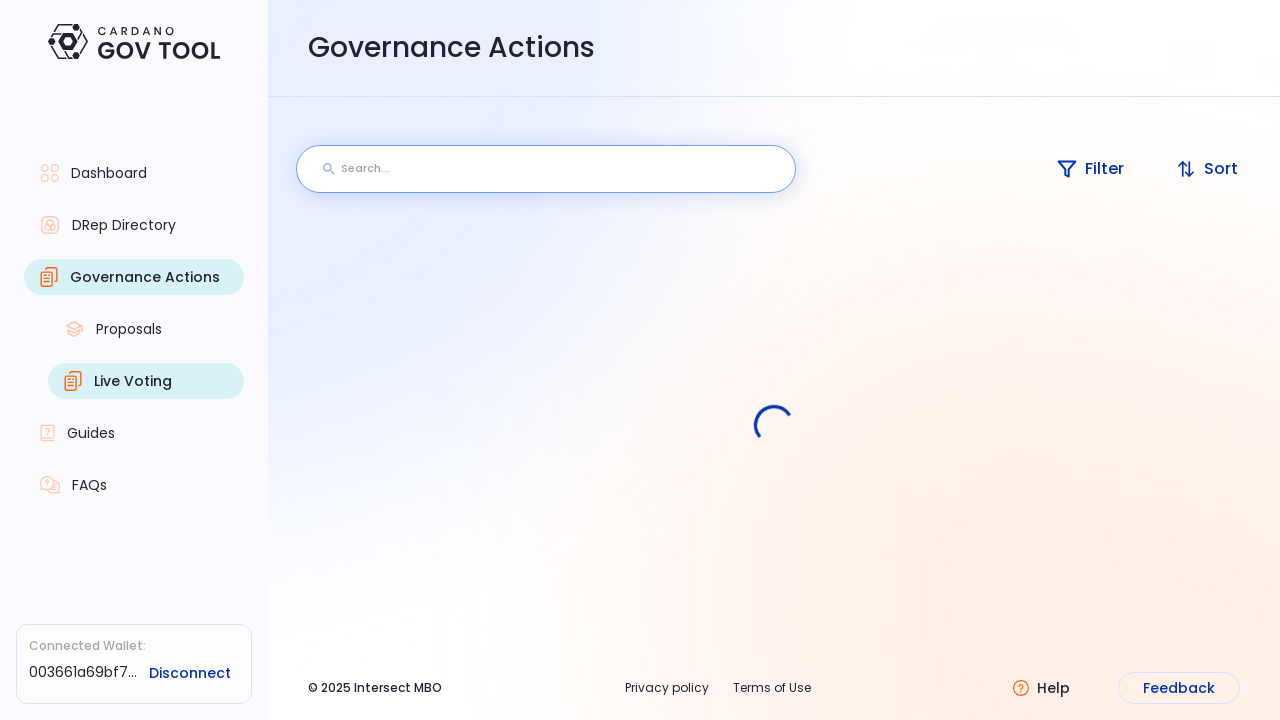 CARDANO
GOV TOOL
Governance Actions
Search...
Filter
Sort
Dashboard
DRep Directory
Governance Actions
Proposals
Live Voting
Guides
FAQs
Connected Wallet:
003661a69bf7...
Disconnect
© 2025 Intersect MBO
Privacy policy
Terms of Use
Help
Feedback